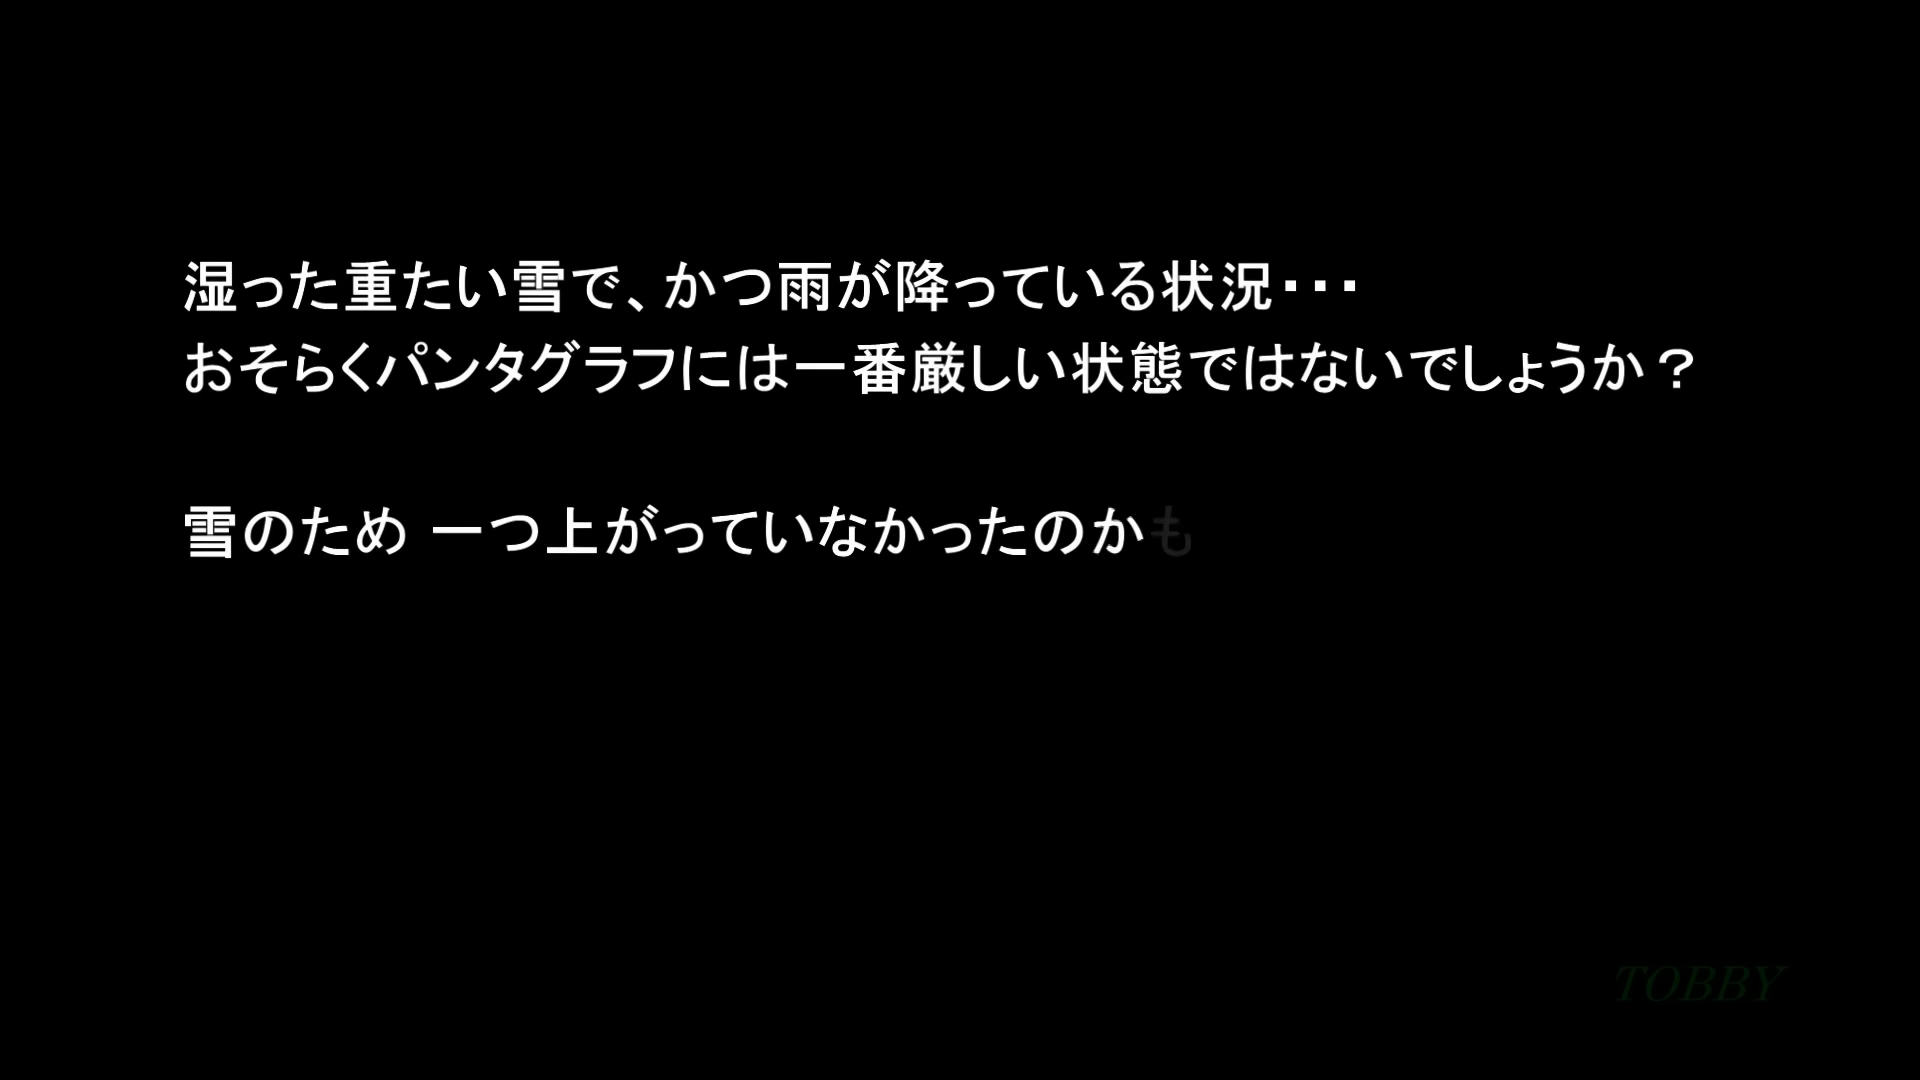 湿った重たい雪で、かつ雨が降っている状況･･･
おそらくパンタグラフには一番厳しい状態ではないでしょうか？
雪のため 一つ上がっていなかったのかも
TOBBY